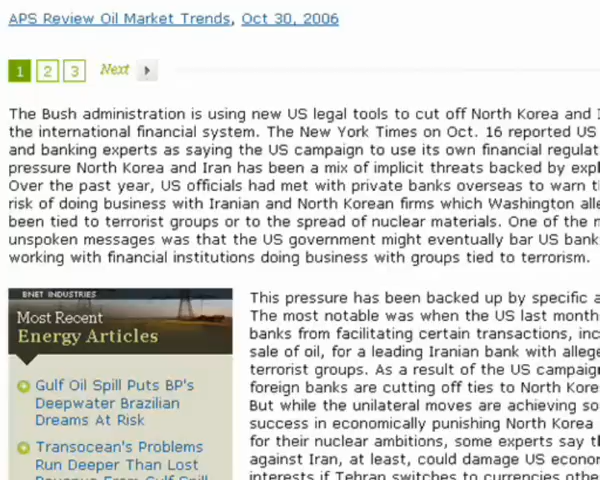 APS Review Oil Market Trends, Oct 30, 2006
1 2 3 Next
The Bush administration is using new US legal tools to cut off North Korea and
the international financial system. The New York Times on Oct. 16 reported US
and banking experts as saying the US campaign to use its own financial
pressure North Korea and Iran has been a mix of implicit threats backed by
Over the past year, US officials had met with private banks overseas to warn
risk of doing business with Iranian and North Korean firms which Washington
been tied to terrorist groups or to the spread of nuclear materials. One of the
unspoken messages was that the US government might eventually bar US
working with financial institutions doing business with groups tied to terrorism.
BNET INDUSTRIES
Most Recent
Energy Articles
Gulf Oil Spill Puts BP's
Deepwater Brazilian
Dreams At Risk
Transocean's Problems
Run Deeper Than Lost
Revenue From Gulf Spill
This pressure has been backed up by specific
The most notable was when the US last month
banks from facilitating certain transactions,
sale of oil, for a leading Iranian bank with
terrorist groups. As a result of the US
foreign banks are cutting off ties to North
But while the unilateral moves are achieving
success in economically punishing North Korea
for their nuclear ambitions, some experts say
against Iran, at least, could damage US
interests if Tehran switches to currencies